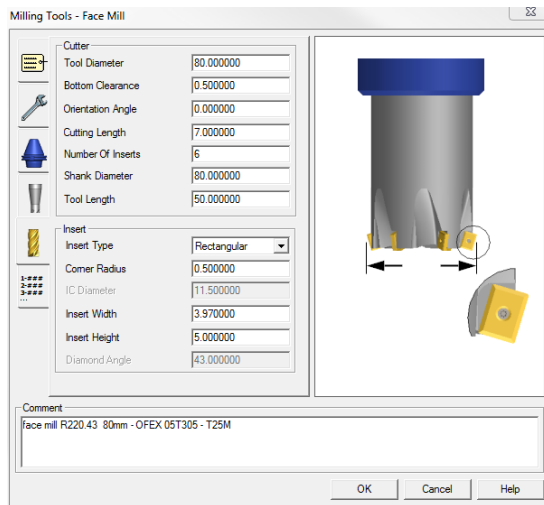 Milling Tools - Face Mill
Cutter
Tool Diameter 80.000000
Bottom Clearance 0.500000
Orientation Angle 0.000000
Cutting Length 7.000000
Number Of Inserts 6
Shank Diameter 80.000000
Tool Length 50.000000
Insert
Insert Type Rectangular
Corner Radius 0.500000
IC Diameter 11.500000
Insert Width 3.970000
Insert Height 5.000000
Diamond Angle 43.000000
1-###
2-###
3-###
...
Comment
face mill R220.43 80mm - OFEX 05T305 - T25M
OK Cancel Help